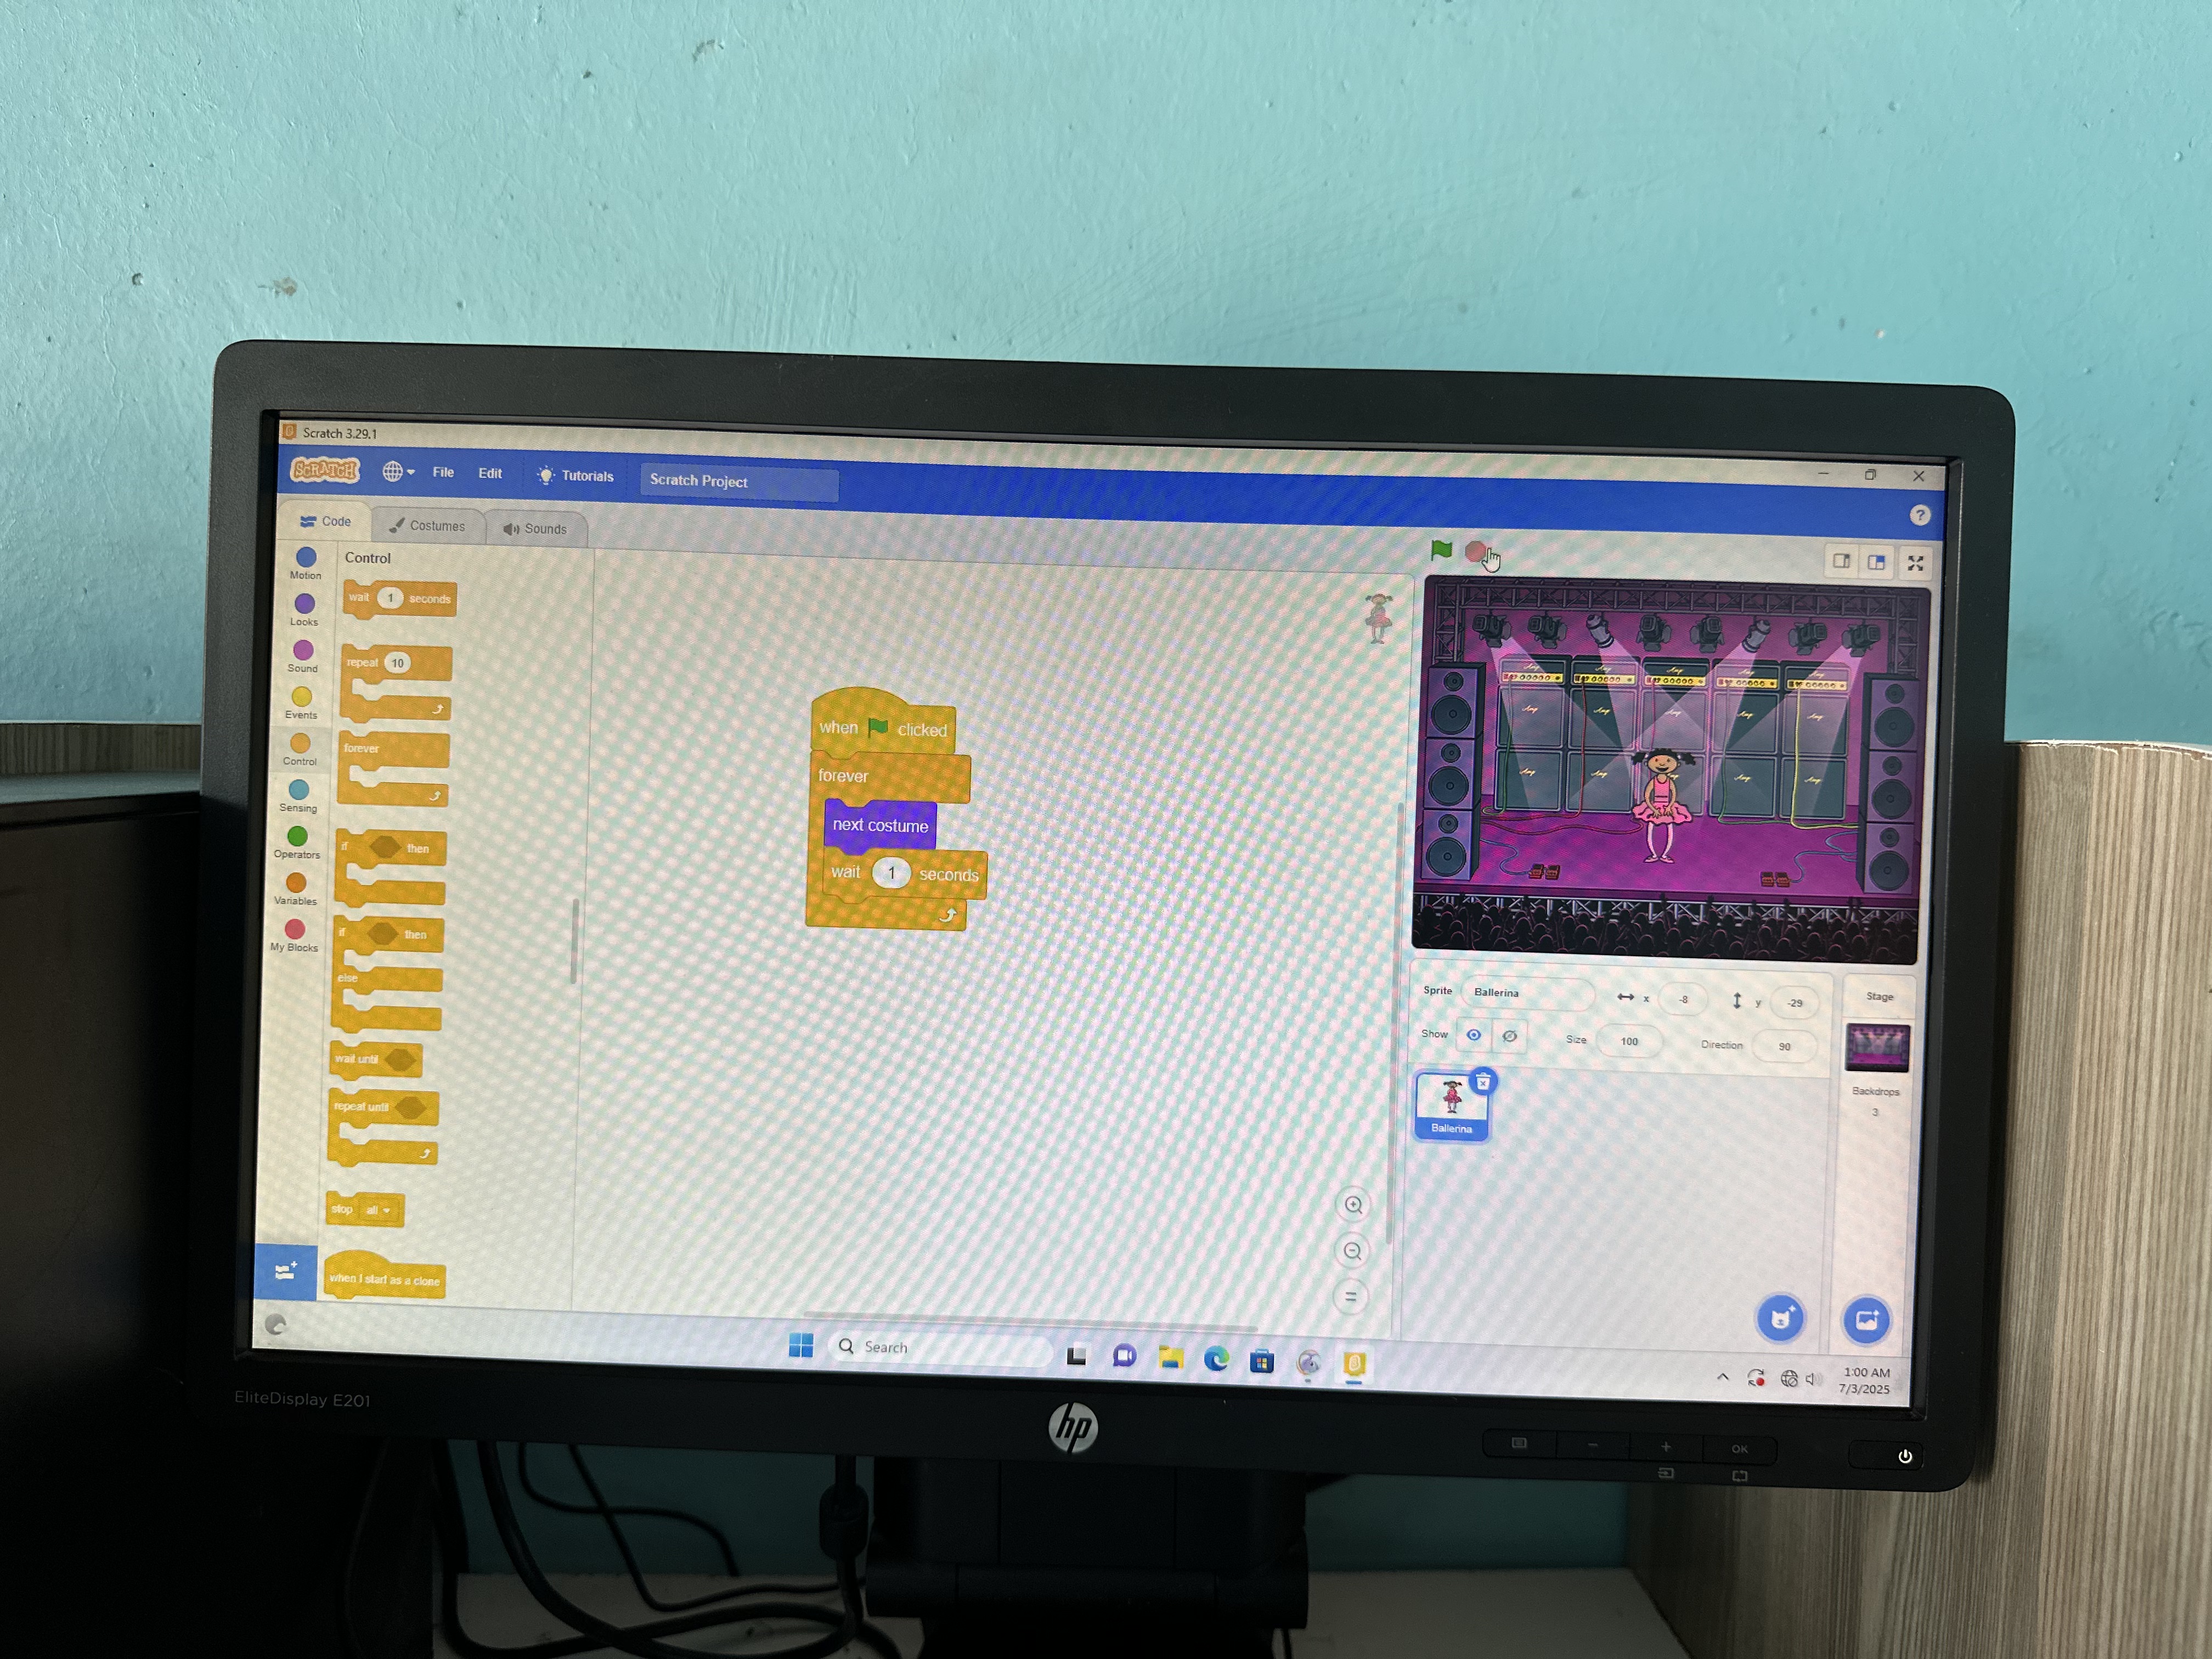 Scratch 3.29.1
SCRATCH File Edit Tutorials Scratch Project
?
Code Costumes Sounds
Motion
Looks
Sound
Events
Control
Sensing
Operators
Variables
My Blocks
Control
wait 1 seconds
repeat 10
forever
if then
if then
else
wait until
repeat until
stop all
when I start as a clone
when clicked
forever
next costume
wait 1 seconds
Sprite Ballerina x -8 y -29
Show Size 100 Direction 90
Ballerina
Stage
Backdrops
3
Search
1:00 AM
7/3/2025
EliteDisplay E201
hp
OK